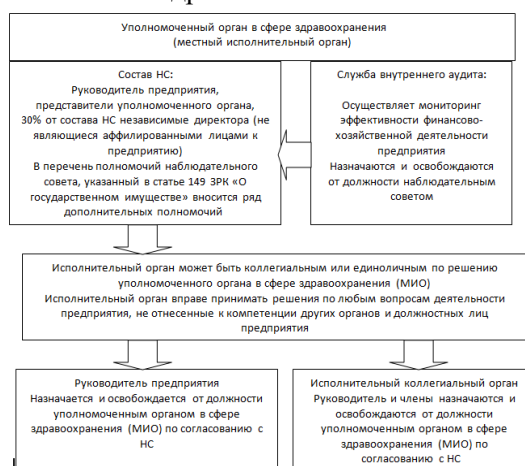 Уполномоченный орган в сфере здравоохранения
(местный исполнительный орган)
Состав НС:
Руководитель предприятия,
представители уполномоченного органа,
30% от состава НС независимые директора (не
являющиеся аффилированными лицами к
предприятию)
В перечень полномочий наблюдательного
совета, указанный в статье 149 ЗРК «О
государственном имуществе» вносится ряд
дополнительных полномочий
Служба внутреннего аудита:
Осуществляет мониторинг
эффективности финансово-
хозяйственной деятельности
предприятия
Назначаются и освобождаются
от должности наблюдательным
советом
Исполнительный орган может быть коллегиальным или единоличным по решению
уполномоченного органа в сфере здравоохранения (МИО)
Исполнительный орган вправе принимать решения по любым вопросам деятельности
предприятия, не отнесенные к компетенции других органов и должностных лиц
предприятия
Руководитель предприятия
Назначается и освобождается от должности
уполномоченным органом в сфере
здравоохранения (МИО) по согласованию с
НС
Исполнительный коллегиальный орган
Руководитель и члены назначаются и
освобождаются от должности
уполномоченным органом в сфере
здравоохранения (МИО) по
согласованию с НС